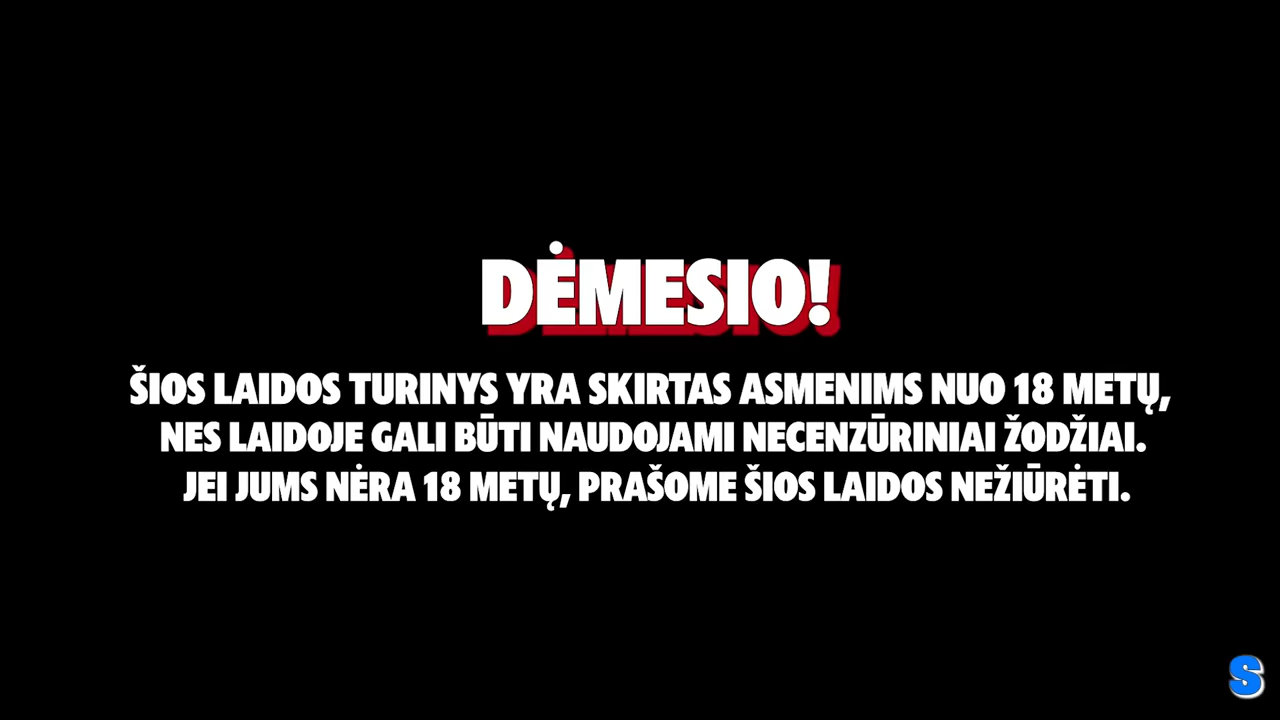 DĖMESIO!
ŠIOS LAIDOS TURINYS YRA SKIRTAS ASMENIMS NUO 18 METŲ,
NES LAIDOJE GALI BŪTI NAUDOJAMI NECENZŪRINIAI ŽODŽIAI.
JEI JUMS NĖRA 18 METŲ, PRAŠOME ŠIOS LAIDOS NEŽIŪRĖTI.
S